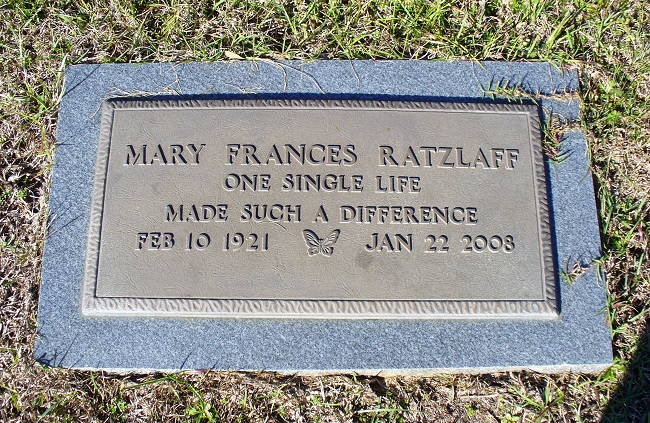 MARY FRANCES RATZLAFF
ONE SINGLE LIFE
MADE SUCH A DIFFERENCE
FEB 10 1921 JAN 22 2008